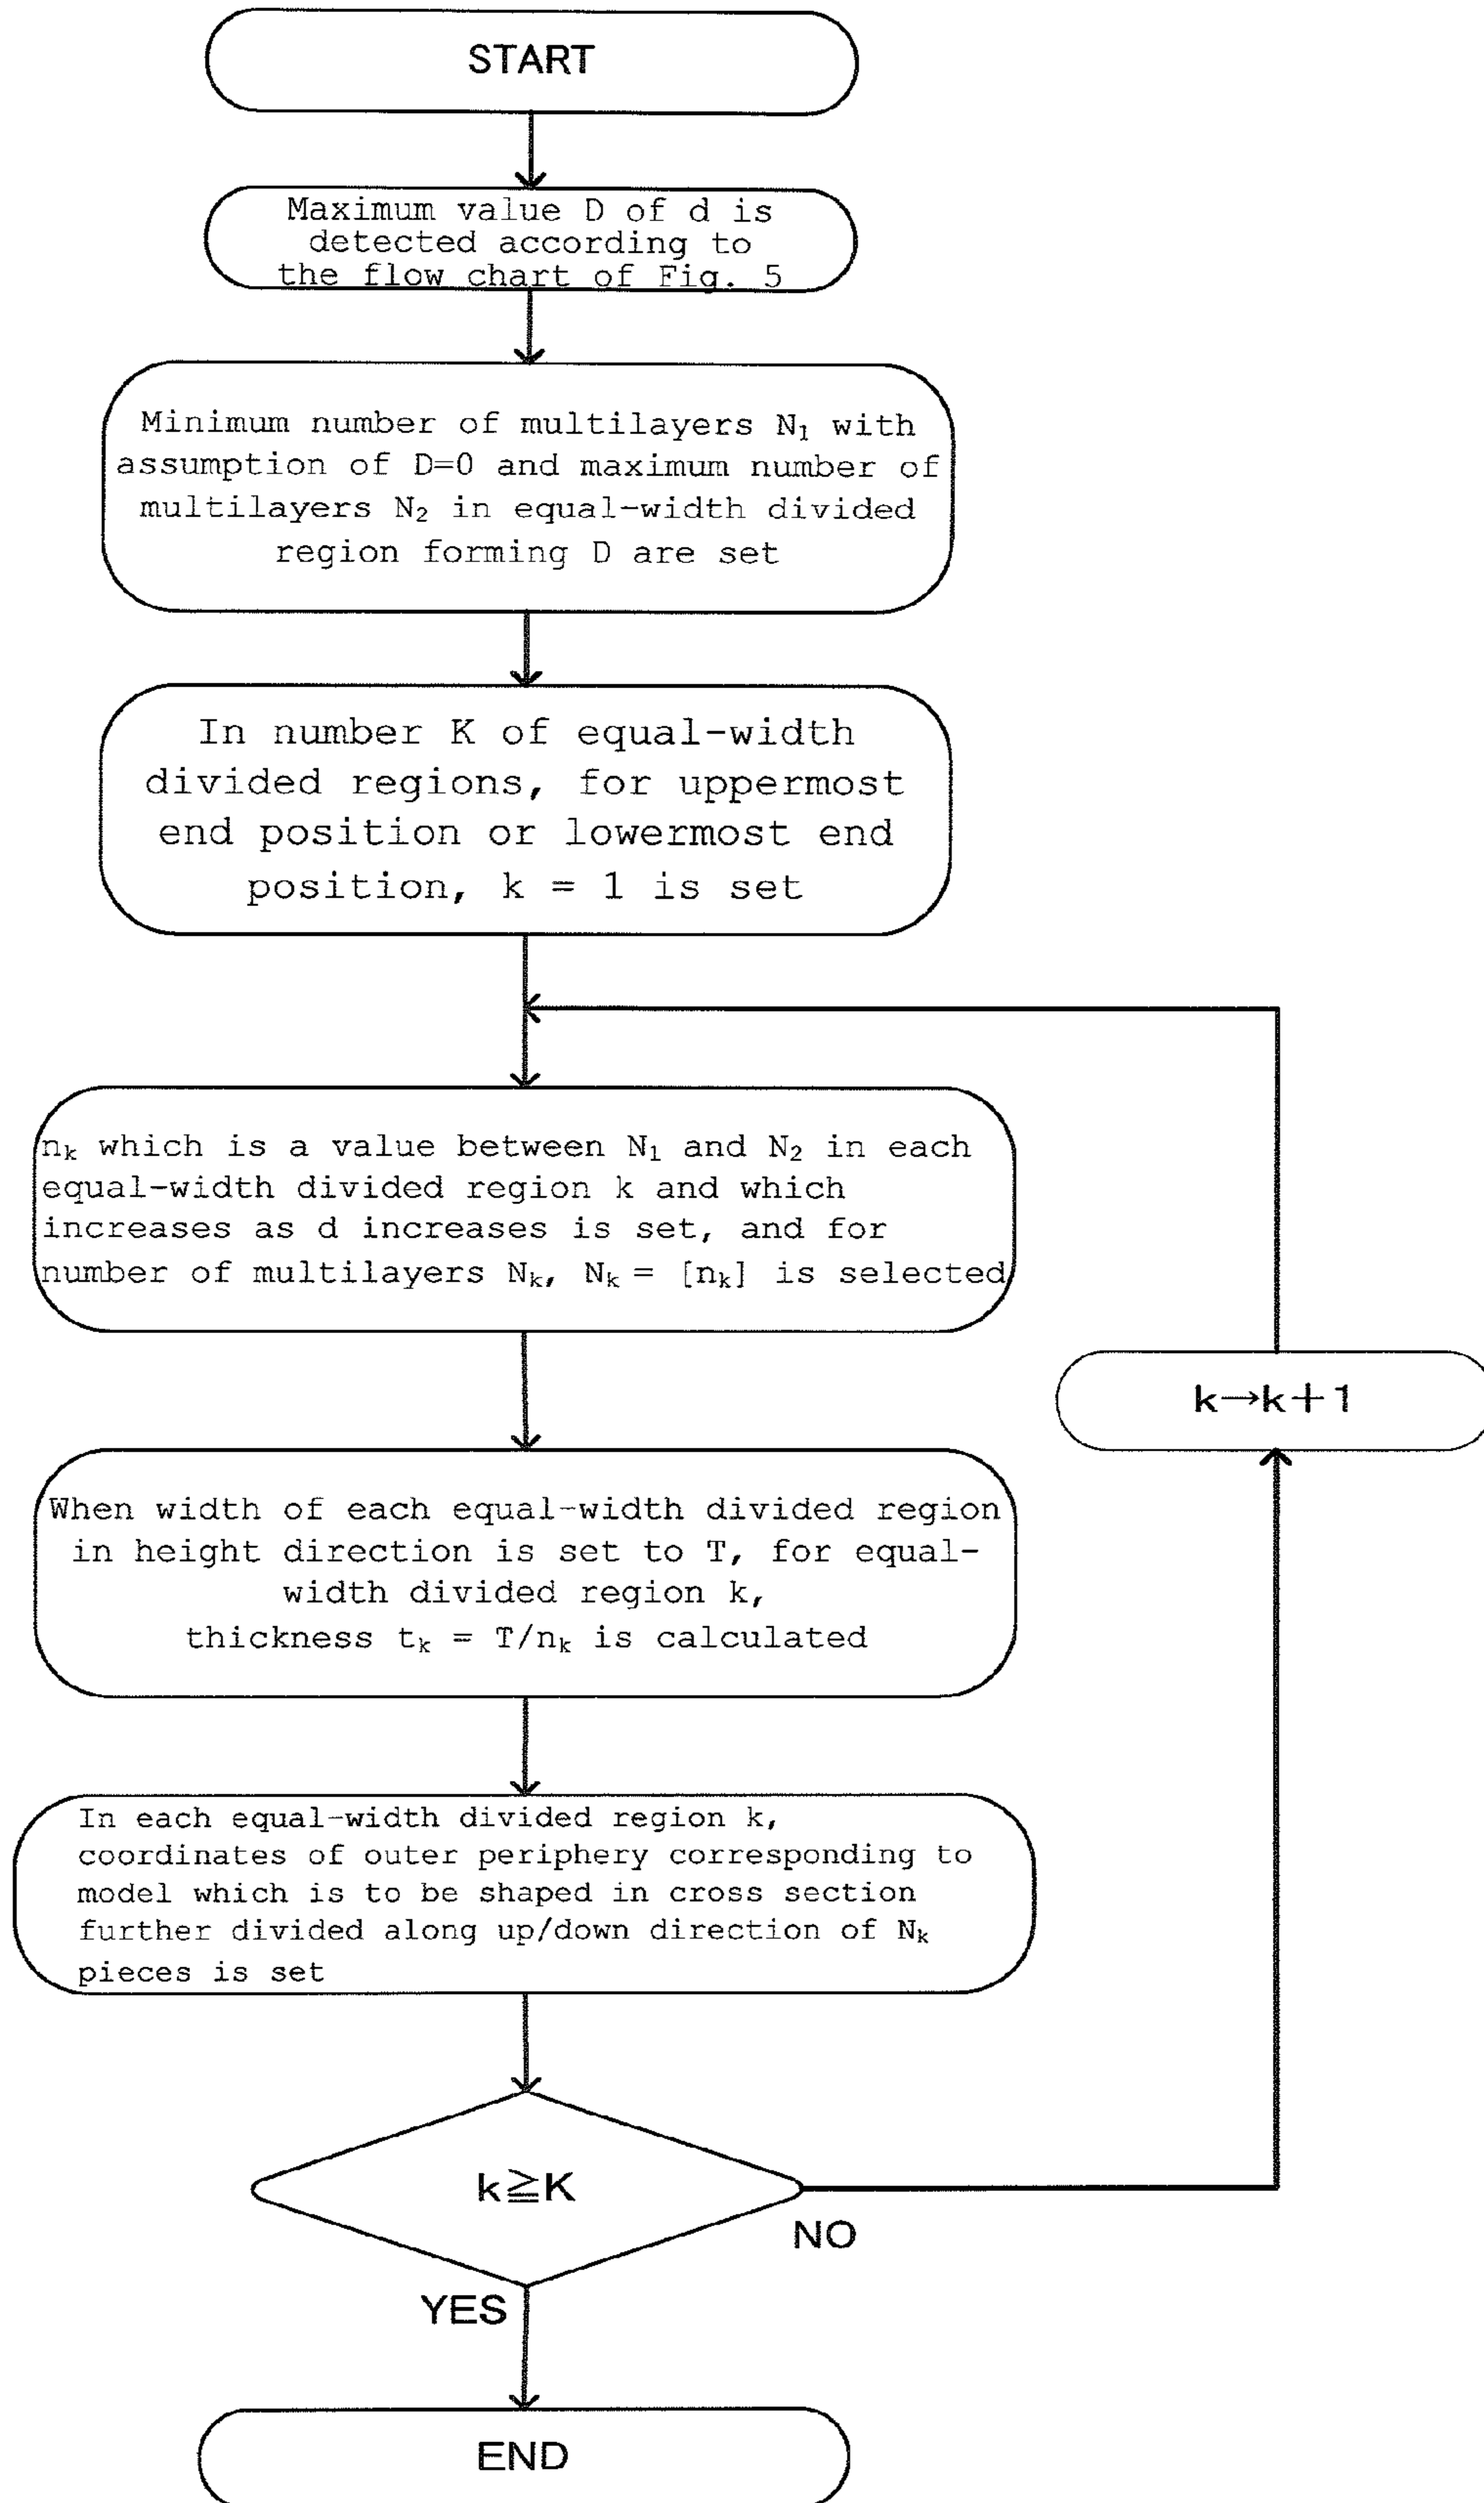 START
Maximum value D of d is
detected according to
the flow chart of Fig. 5
Minimum number of multilayers N₁ with
assumption of D=0 and maximum number of
multilayers N₂ in equal-width divided
region forming D are set
In number K of equal-width
divided regions, for uppermost
end position or lowermost end
position, k = 1 is set
nₖ which is a value between N₁ and N₂ in each
equal-width divided region k and which
increases as d increases is set, and for
number of multilayers Nₖ, Nₖ = [nₖ] is selected
k→k+1
When width of each equal-width divided region
in height direction is set to T, for equal-
width divided region k,
thickness tₖ = T/nₖ is calculated
In each equal-width divided region k,
coordinates of outer periphery corresponding to
model which is to be shaped in cross section
further divided along up/down direction of Nₖ
pieces is set
k≧K
NO
YES
END